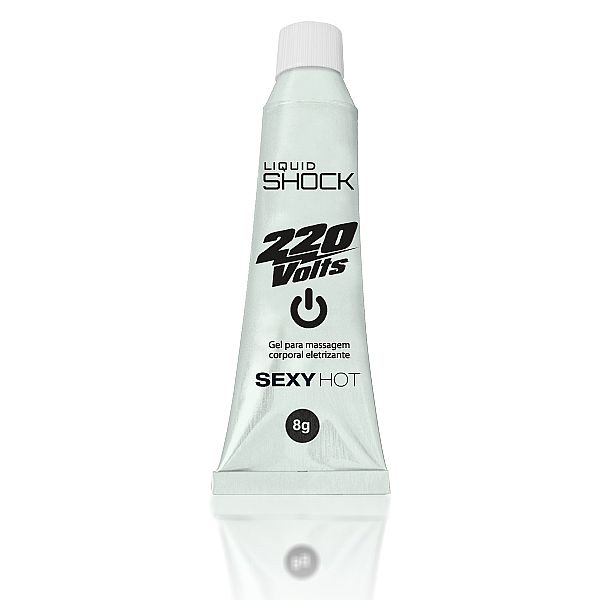 LIQUID
SHOCK
220
Volts
Gel para massagem
corporal eletrizante
SEXY HOT
8g